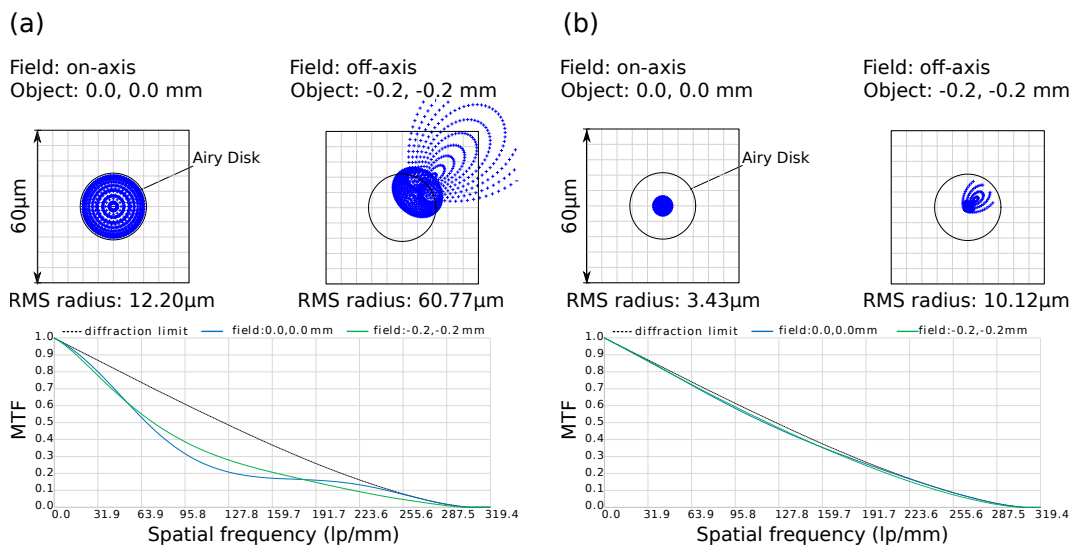 (a)
Field: on-axis
Object: 0.0, 0.0 mm
Field: off-axis
Object: -0.2, -0.2 mm
Airy Disk
60µm
RMS radius: 12.20µm
RMS radius: 60.77µm
diffraction limit
field:0.0,0.0 mm
field:-0.2,-0.2 mm
1.0
0.9
0.8
0.7
0.6
0.5
0.4
0.3
0.2
0.1
0.0
MTF
0.0 31.9 63.9 95.8 127.8 159.7 191.7 223.6 255.6 287.5 319.4
Spatial frequency (lp/mm)
(b)
Field: on-axis
Object: 0.0, 0.0 mm
Field: off-axis
Object: -0.2, -0.2 mm
Airy Disk
60µm
RMS radius: 3.43µm
RMS radius: 10.12µm
diffraction limit
field:0.0,0.0mm
field:-0.2,-0.2mm
1.0
0.9
0.8
0.7
0.6
0.5
0.4
0.3
0.2
0.1
0.0
MTF
0.0 31.9 63.9 95.8 127.8 159.7 191.7 223.6 255.6 287.5 319.4
Spatial frequency (lp/mm)